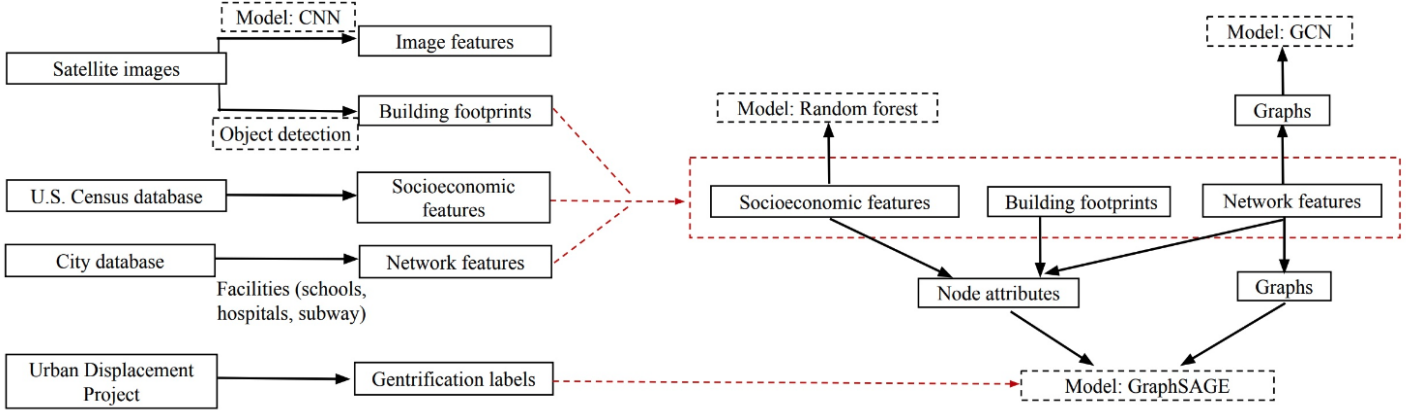 Model: CNN
Image features
Satellite images
Building footprints
Object detection
U.S. Census database
Socioeconomic
features
City database
Network features
Facilities (schools,
hospitals, subway)
Urban Displacement
Project
Gentrification labels
Model: Random forest
Model: GCN
Graphs
Socioeconomic features
Building footprints
Network features
Node attributes
Graphs
Model: GraphSAGE